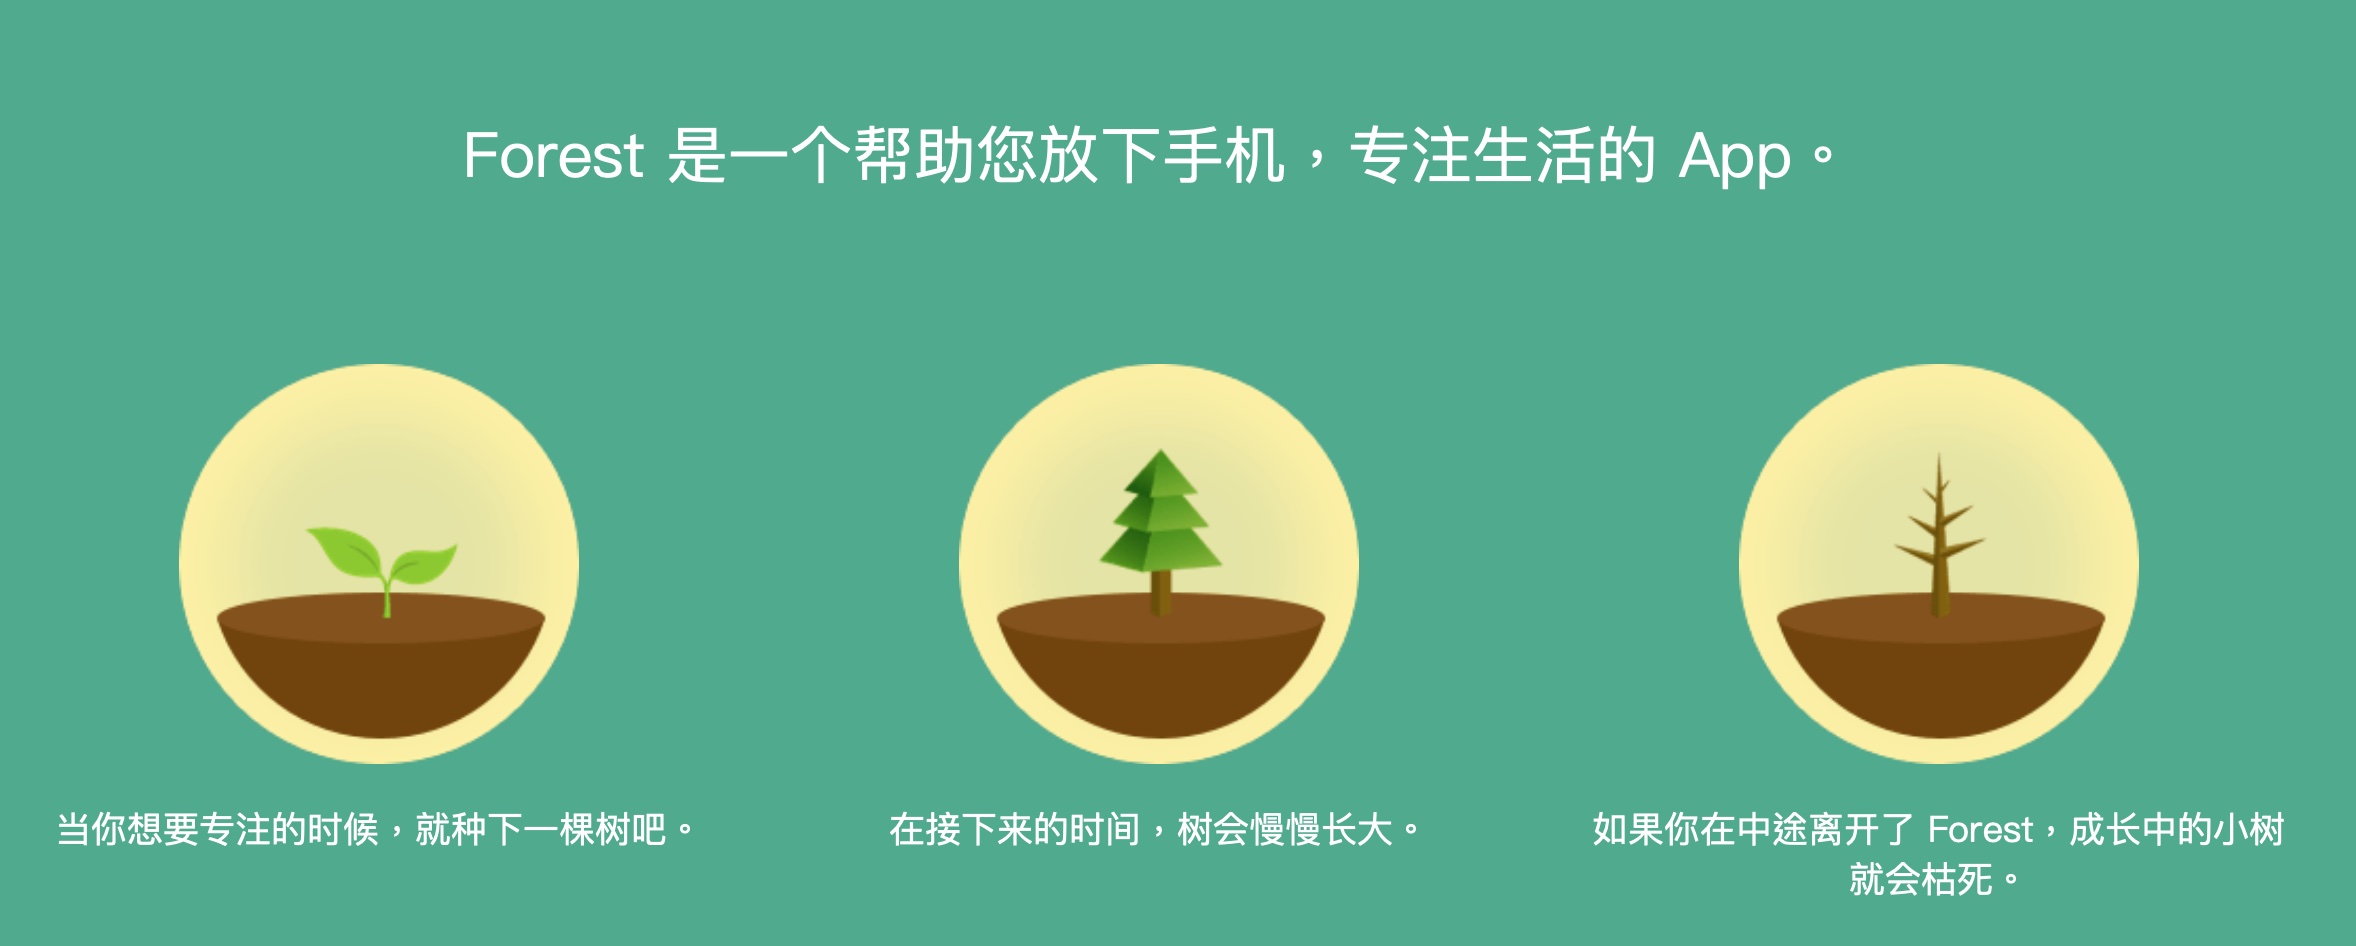 Forest 是一个帮助您放下手机，专注生活的 App。
当你想要专注的时候，就种下一棵树吧。
在接下来的时间，树会慢慢长大。
如果你在中途离开了 Forest，成长中的小树
就会枯死。